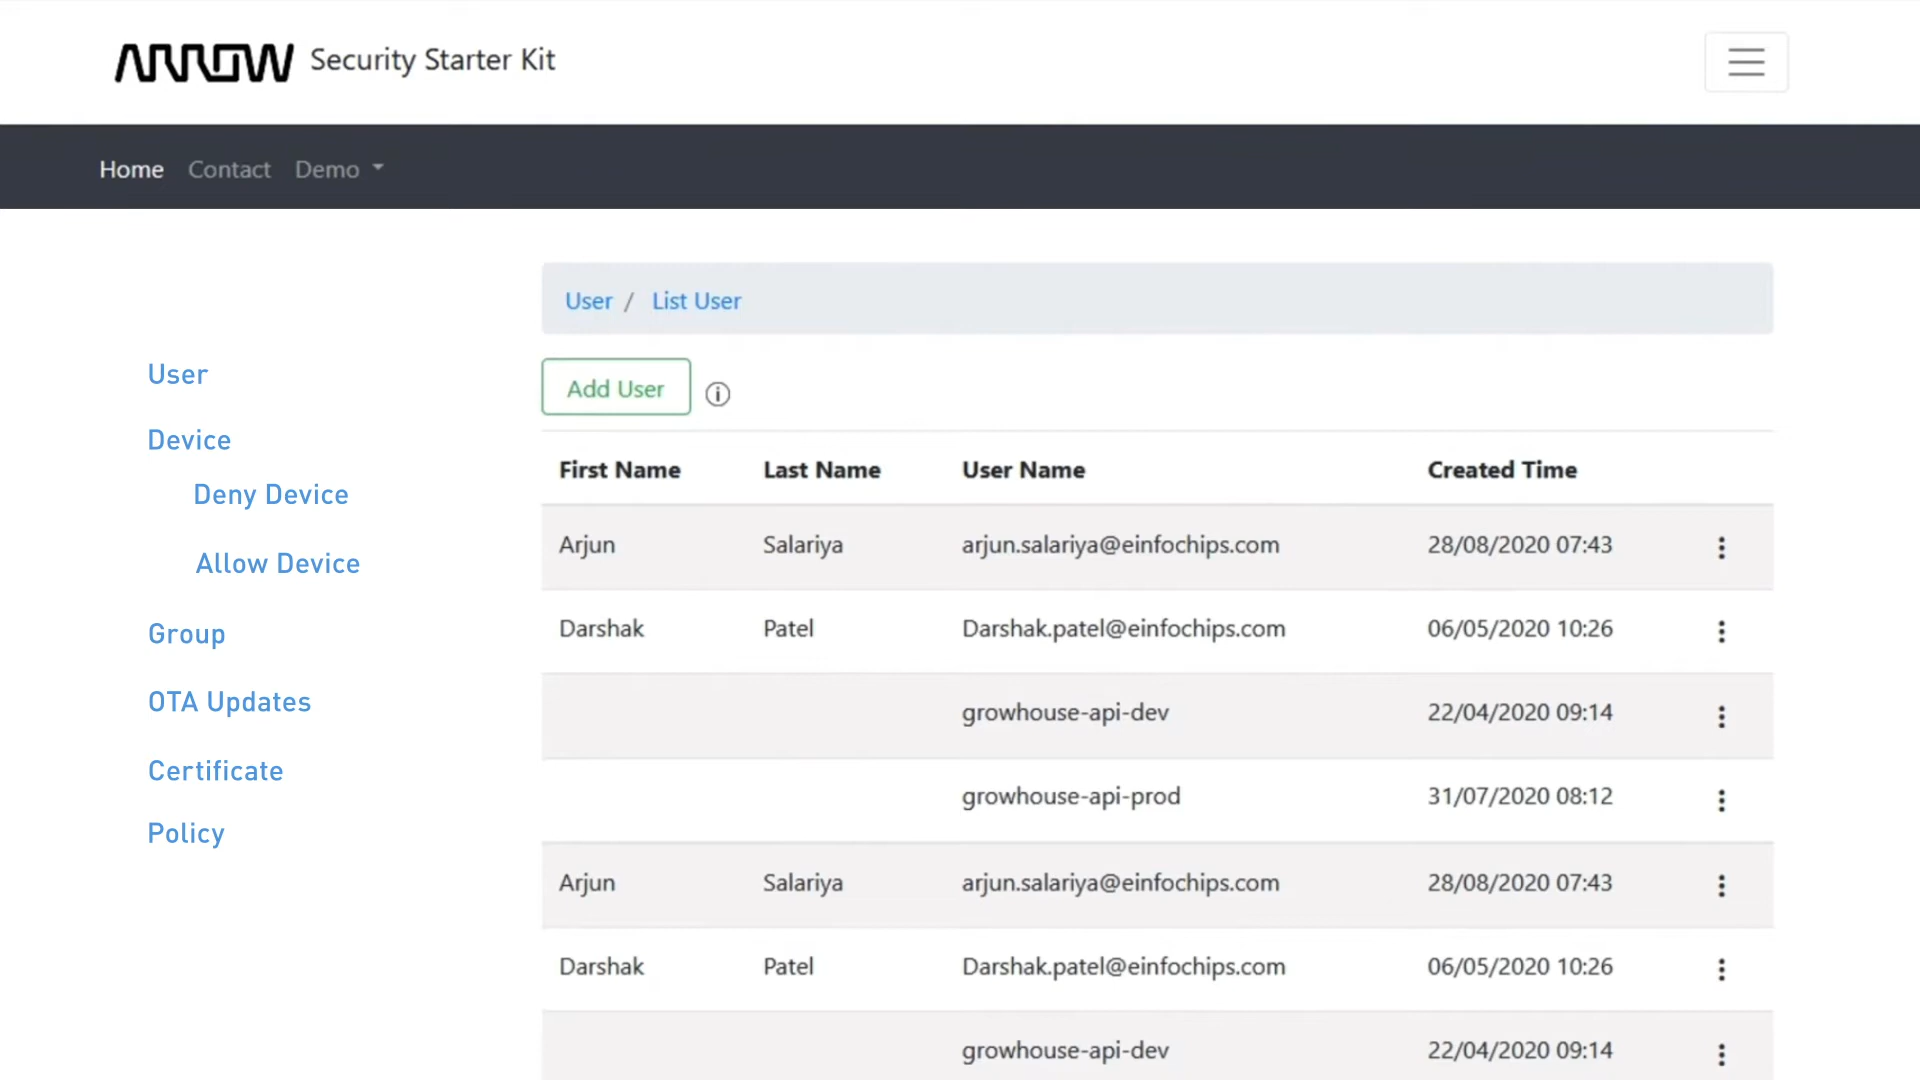 ARROW Security Starter Kit
Home Contact Demo
User / List User
Add User
User
Device
Deny Device
Allow Device
Group
OTA Updates
Certificate
Policy
First Name Last Name User Name Created Time
Arjun Salariya arjun.salariya@einfochips.com 28/08/2020 07:43
Darshak Patel Darshak.patel@einfochips.com 06/05/2020 10:26
growhouse-api-dev 22/04/2020 09:14
growhouse-api-prod 31/07/2020 08:12
Arjun Salariya arjun.salariya@einfochips.com 28/08/2020 07:43
Darshak Patel Darshak.patel@einfochips.com 06/05/2020 10:26
growhouse-api-dev 22/04/2020 09:14